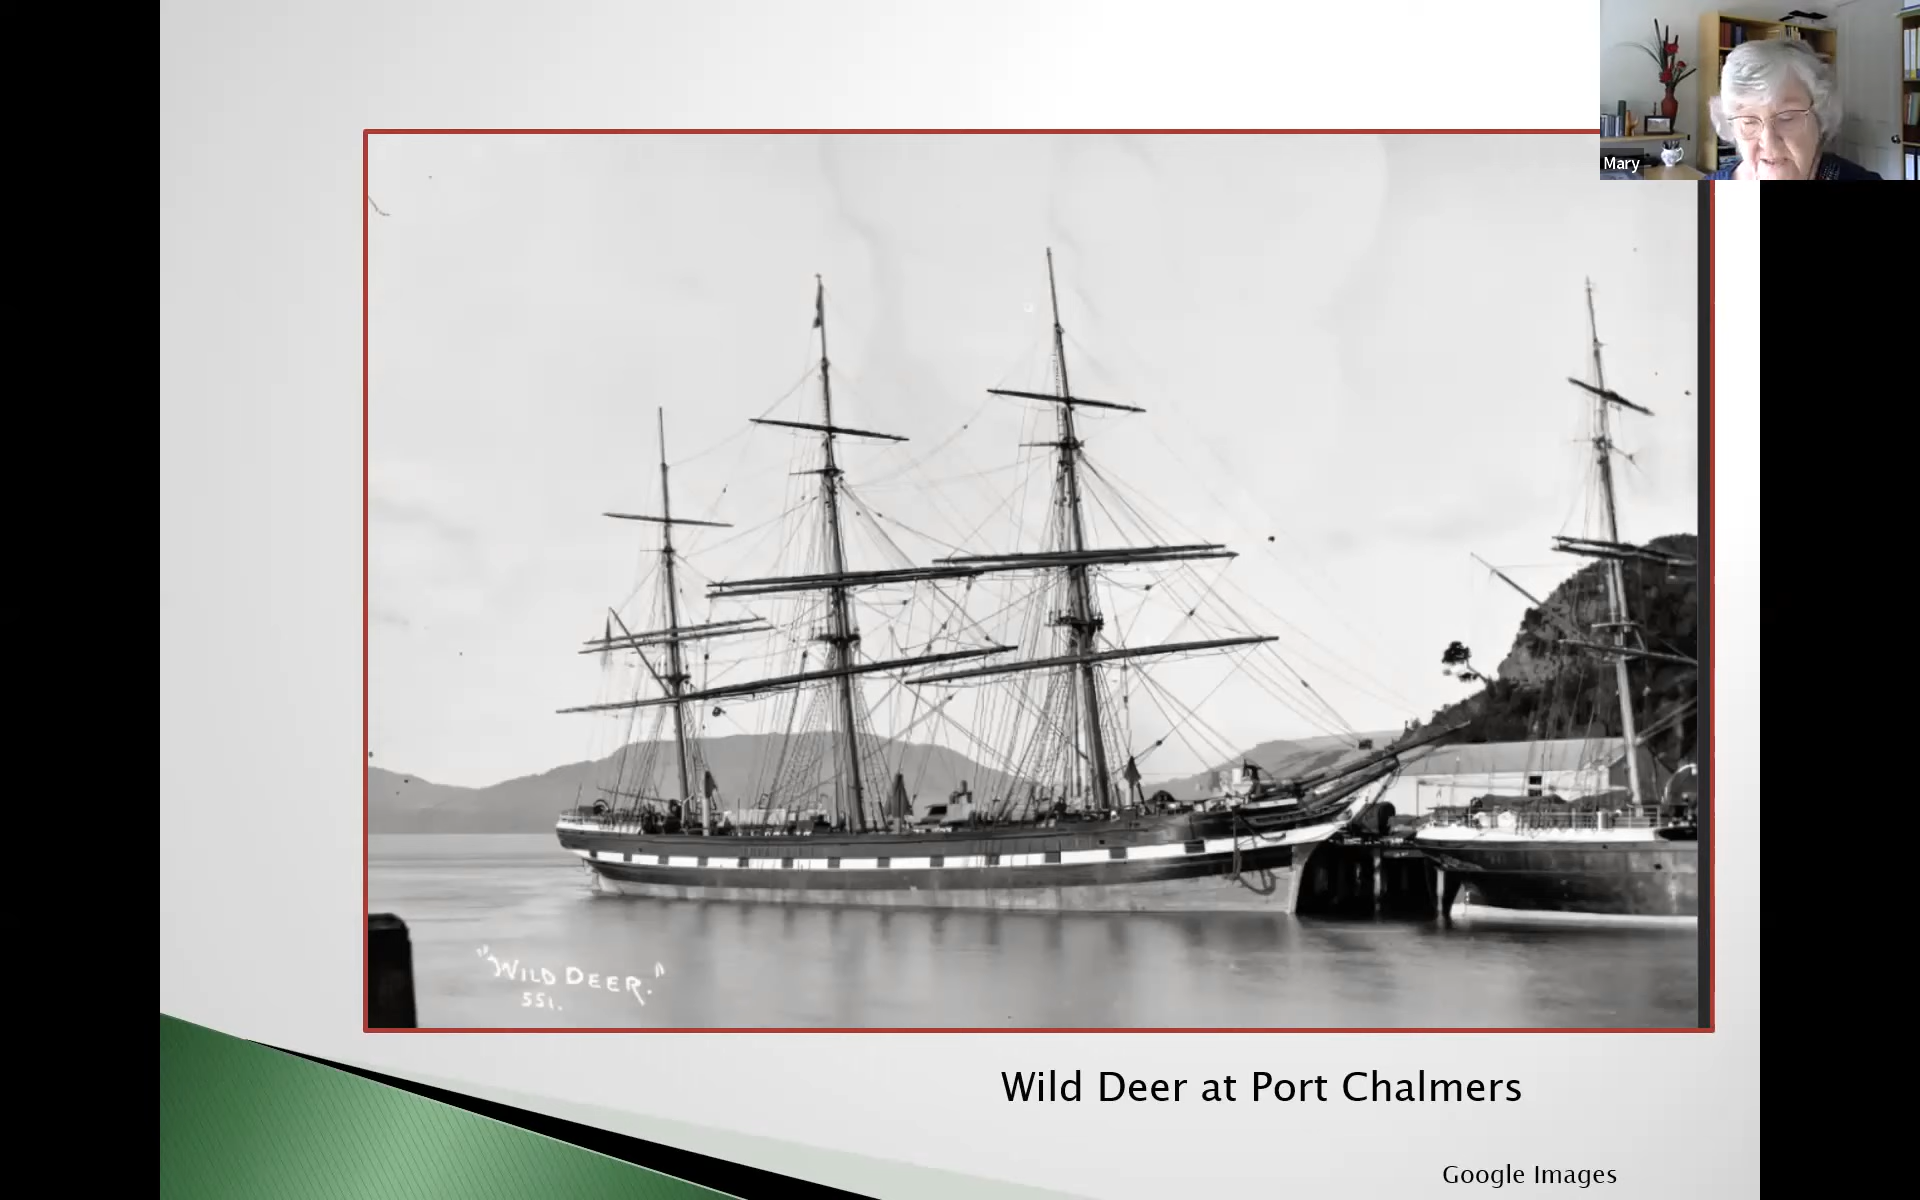 Mary
"WILD DEER."
551.
Wild Deer at Port Chalmers
Google Images